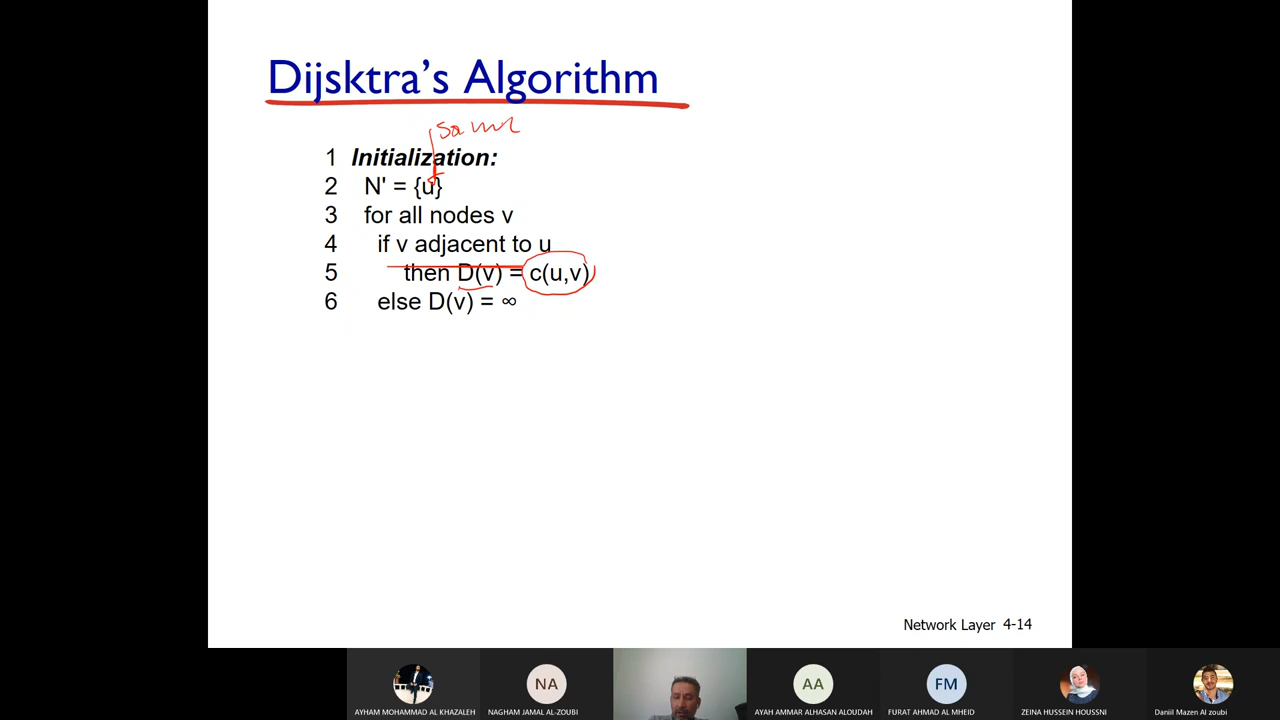 Dijsktra's Algorithm
1 Initialization:
2 N' = {u}
3 for all nodes v
4 if v adjacent to u
5 then D(v) = c(u,v)
6 else D(v) = ∞
Network Layer 4-14
NA
AA
FM
AYHAM MOHAMMAD AL KHAZALEH
NAGHAM JAMAL AL-ZOUBI
AYAH AMMAR ALHASAN ALOUDAH
FURAT AHMAD AL MHEID
ZEINA HUSSEIN HOUSSNI
Daniil Mazen Al zoubi